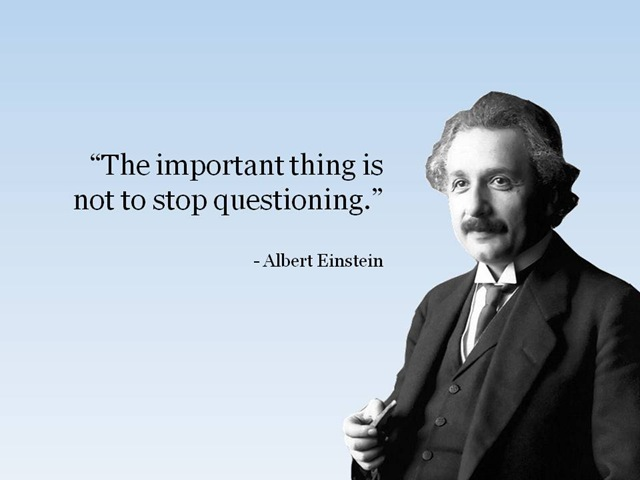 “The important thing is
not to stop questioning.”
- Albert Einstein